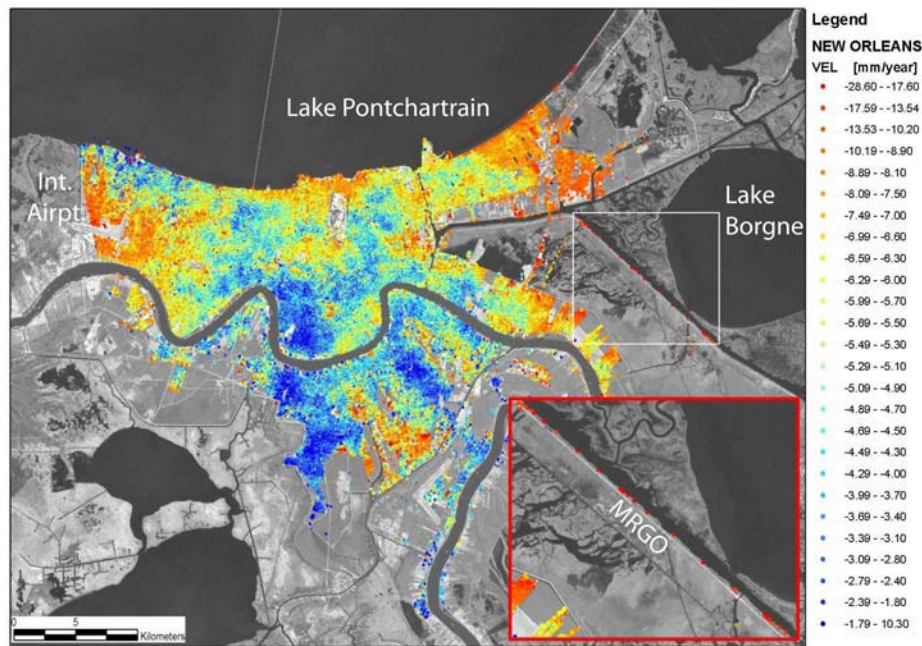 Lake Pontchartrain
Int.
Airpt.
Lake
Borgne
MRGO
5
Kilometers
Legend
NEW ORLEANS
VEL [mm/year]
-28.60 - -17.60
-17.59 - -13.54
-13.53 - -10.20
-10.19 - -8.90
-8.89 - -8.10
-8.09 - -7.50
-7.49 - -7.00
-6.99 - -6.60
-6.59 - -6.30
-6.29 - -6.00
-5.99 - -5.70
-5.69 - -5.50
-5.49 - -5.30
-5.29 - -5.10
-5.09 - -4.90
-4.89 - -4.70
-4.69 - -4.50
-4.49 - -4.30
-4.29 - -4.00
-3.99 - -3.70
-3.69 - -3.40
-3.39 - -3.10
-3.09 - -2.80
-2.79 - -2.40
-2.39 - -1.80
-1.79 - 10.30